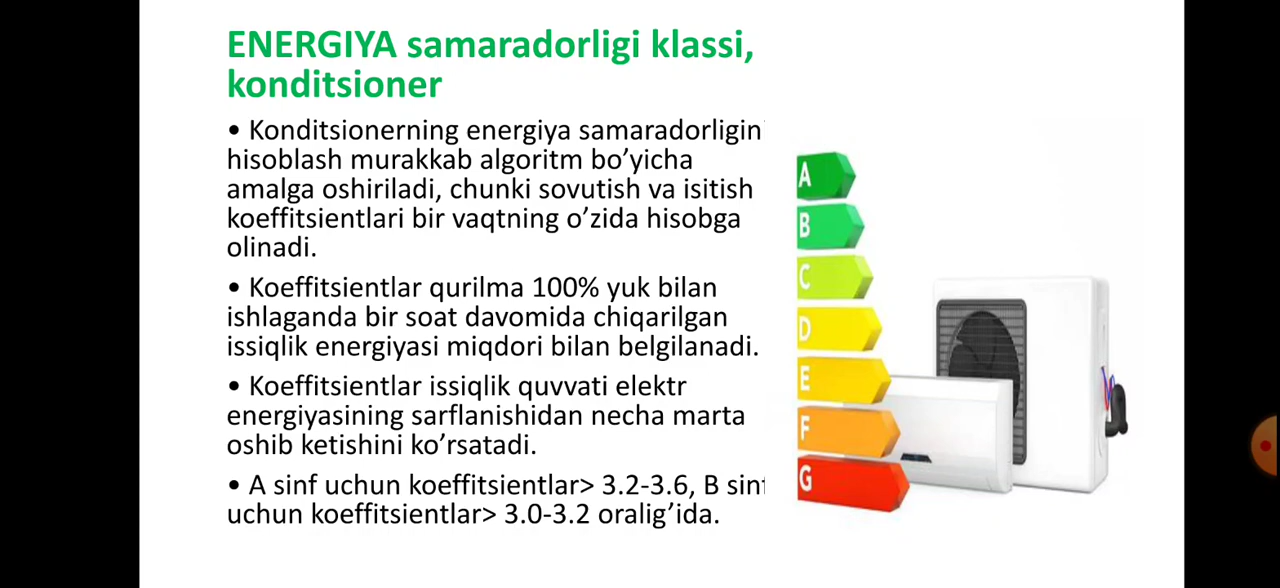 ENERGIYA samaradorligi klassi,
konditsioner
• Konditsionerning energiya samaradorligin
hisoblash murakkab algoritm bo’yicha
amalga oshiriladi, chunki sovutish va isitish
koeffitsientlari bir vaqtning o’zida hisobga
olinadi.
• Koeffitsientlar qurilma 100% yuk bilan
ishlaganda bir soat davomida chiqarilgan
issiqlik energiyasi miqdori bilan belgilanadi.
• Koeffitsientlar issiqlik quvvati elektr
energiyasining sarflanishidan necha marta
oshib ketishini ko’rsatadi.
• A sinf uchun koeffitsientlar> 3.2-3.6, B sinf
uchun koeffitsientlar> 3.0-3.2 oralig’ida.
A
B
C
D
E
F
G